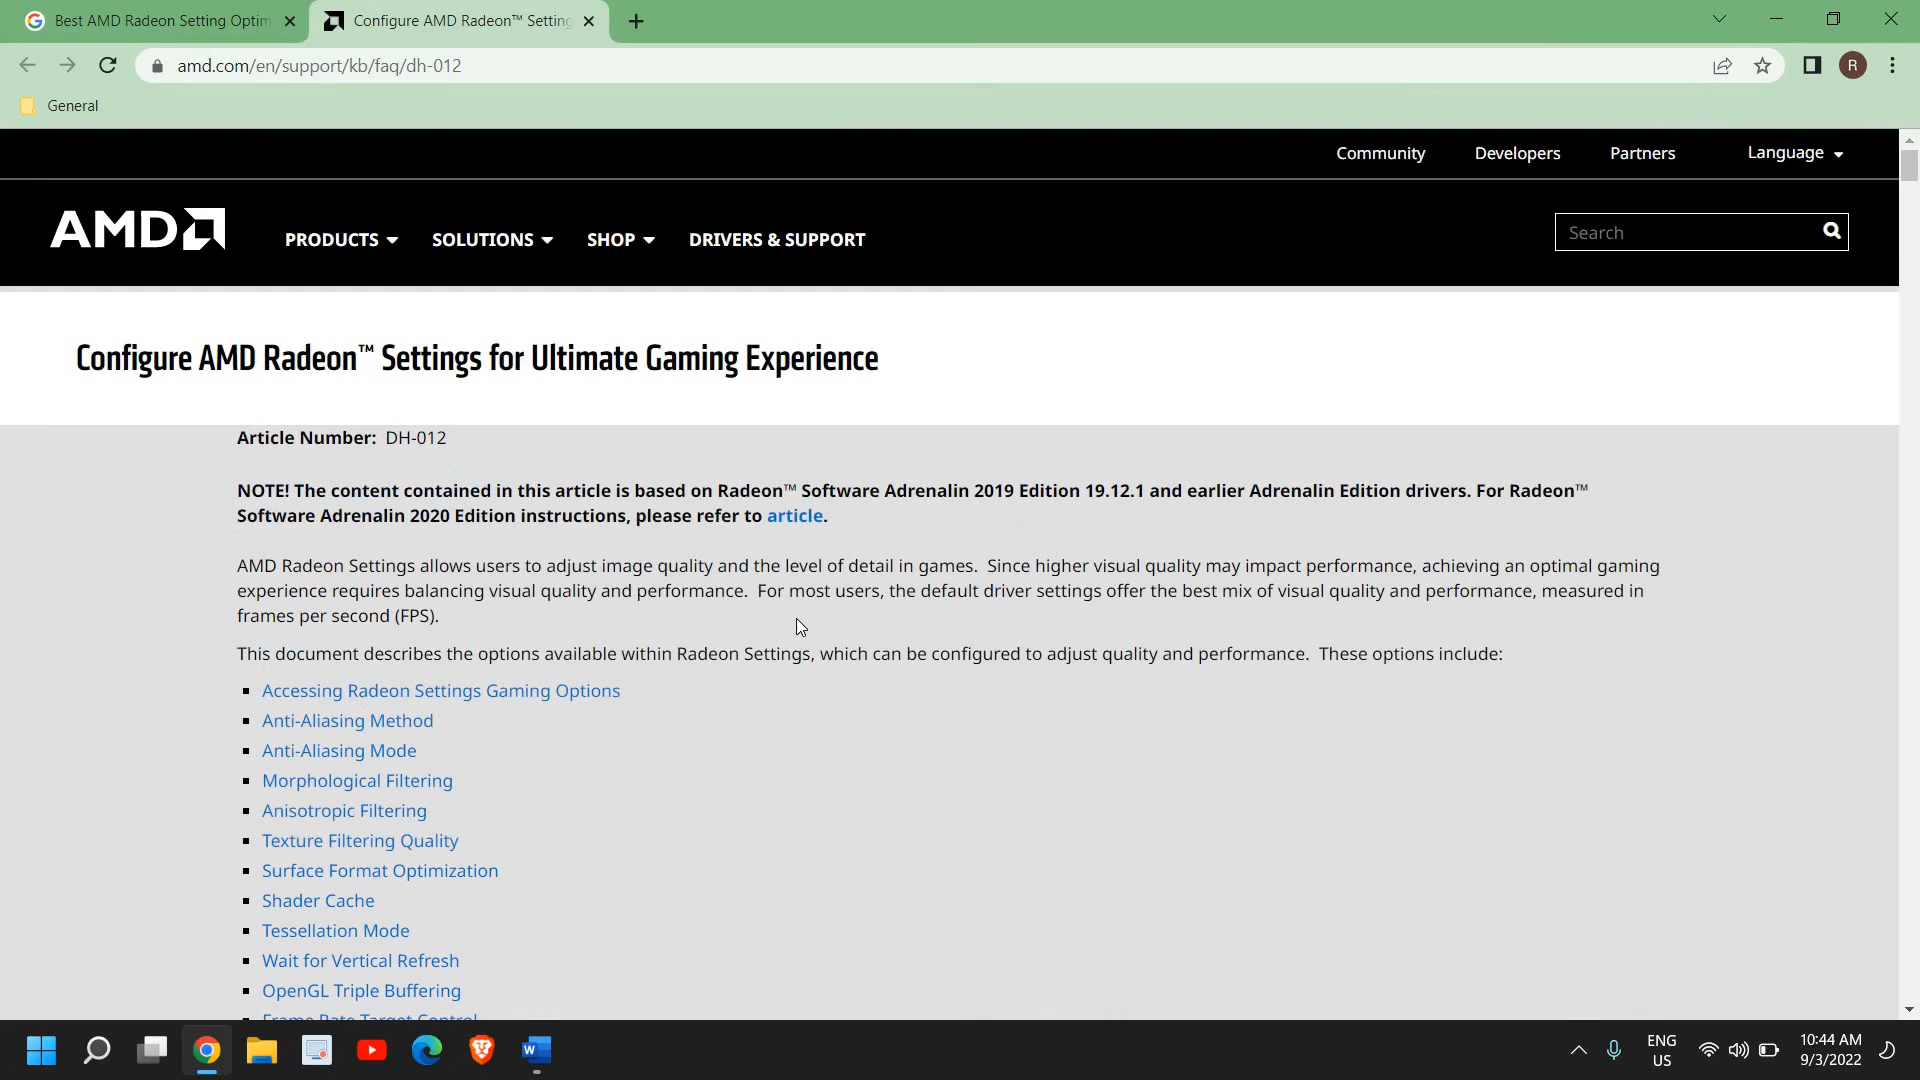 Best AMD Radeon Setting Optim
Configure AMD Radeon™ Setting
amd.com/en/support/kb/faq/dh-012
R
General
Community
Developers
Partners
Language
AMD
PRODUCTS
SOLUTIONS
SHOP
DRIVERS & SUPPORT
Search
Configure AMD Radeon™ Settings for Ultimate Gaming Experience
Article Number: DH-012
NOTE! The content contained in this article is based on Radeon™ Software Adrenalin 2019 Edition 19.12.1 and earlier Adrenalin Edition drivers. For Radeon™
Software Adrenalin 2020 Edition instructions, please refer to article.
AMD Radeon Settings allows users to adjust image quality and the level of detail in games. Since higher visual quality may impact performance, achieving an optimal gaming
experience requires balancing visual quality and performance. For most users, the default driver settings offer the best mix of visual quality and performance, measured in
frames per second (FPS).
This document describes the options available within Radeon Settings, which can be configured to adjust quality and performance. These options include:
Accessing Radeon Settings Gaming Options
Anti-Aliasing Method
Anti-Aliasing Mode
Morphological Filtering
Anisotropic Filtering
Texture Filtering Quality
Surface Format Optimization
Shader Cache
Tessellation Mode
Wait for Vertical Refresh
OpenGL Triple Buffering
Frame Rate Target Control
W
ENG
US
10:44 AM
9/3/2022